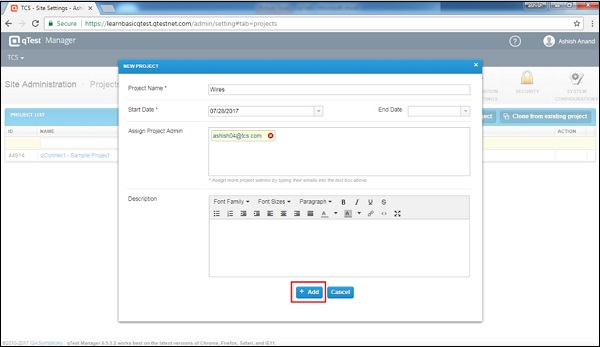 TCS - Site Settings - Ash
Secure https://learnbasicqtest.qtestnet.com/admin/setting#tab=projects
qTest Manager
Ashish Anand
TCS
Site Administration Projects
SECURITY
SYSTEM CONFIGURATIONS
PROJECT LIST
Clone from existing project
ID NAME ACTION
44914 qConnect - Sample Project
NEW PROJECT
Project Name * Wires
Start Date * 07/28/2017 End Date
Assign Project Admin ashish04@tcs.com
* Assign more project admins by typing their emails into the text box above.
Description Font Family Font Sizes Paragraph B I U S
+ Add Cancel
©2010-2017 QASymphony qTest Manager 8.5.3.2 works best on the latest versions of Chrome, Firefox, Safari, and IE11.